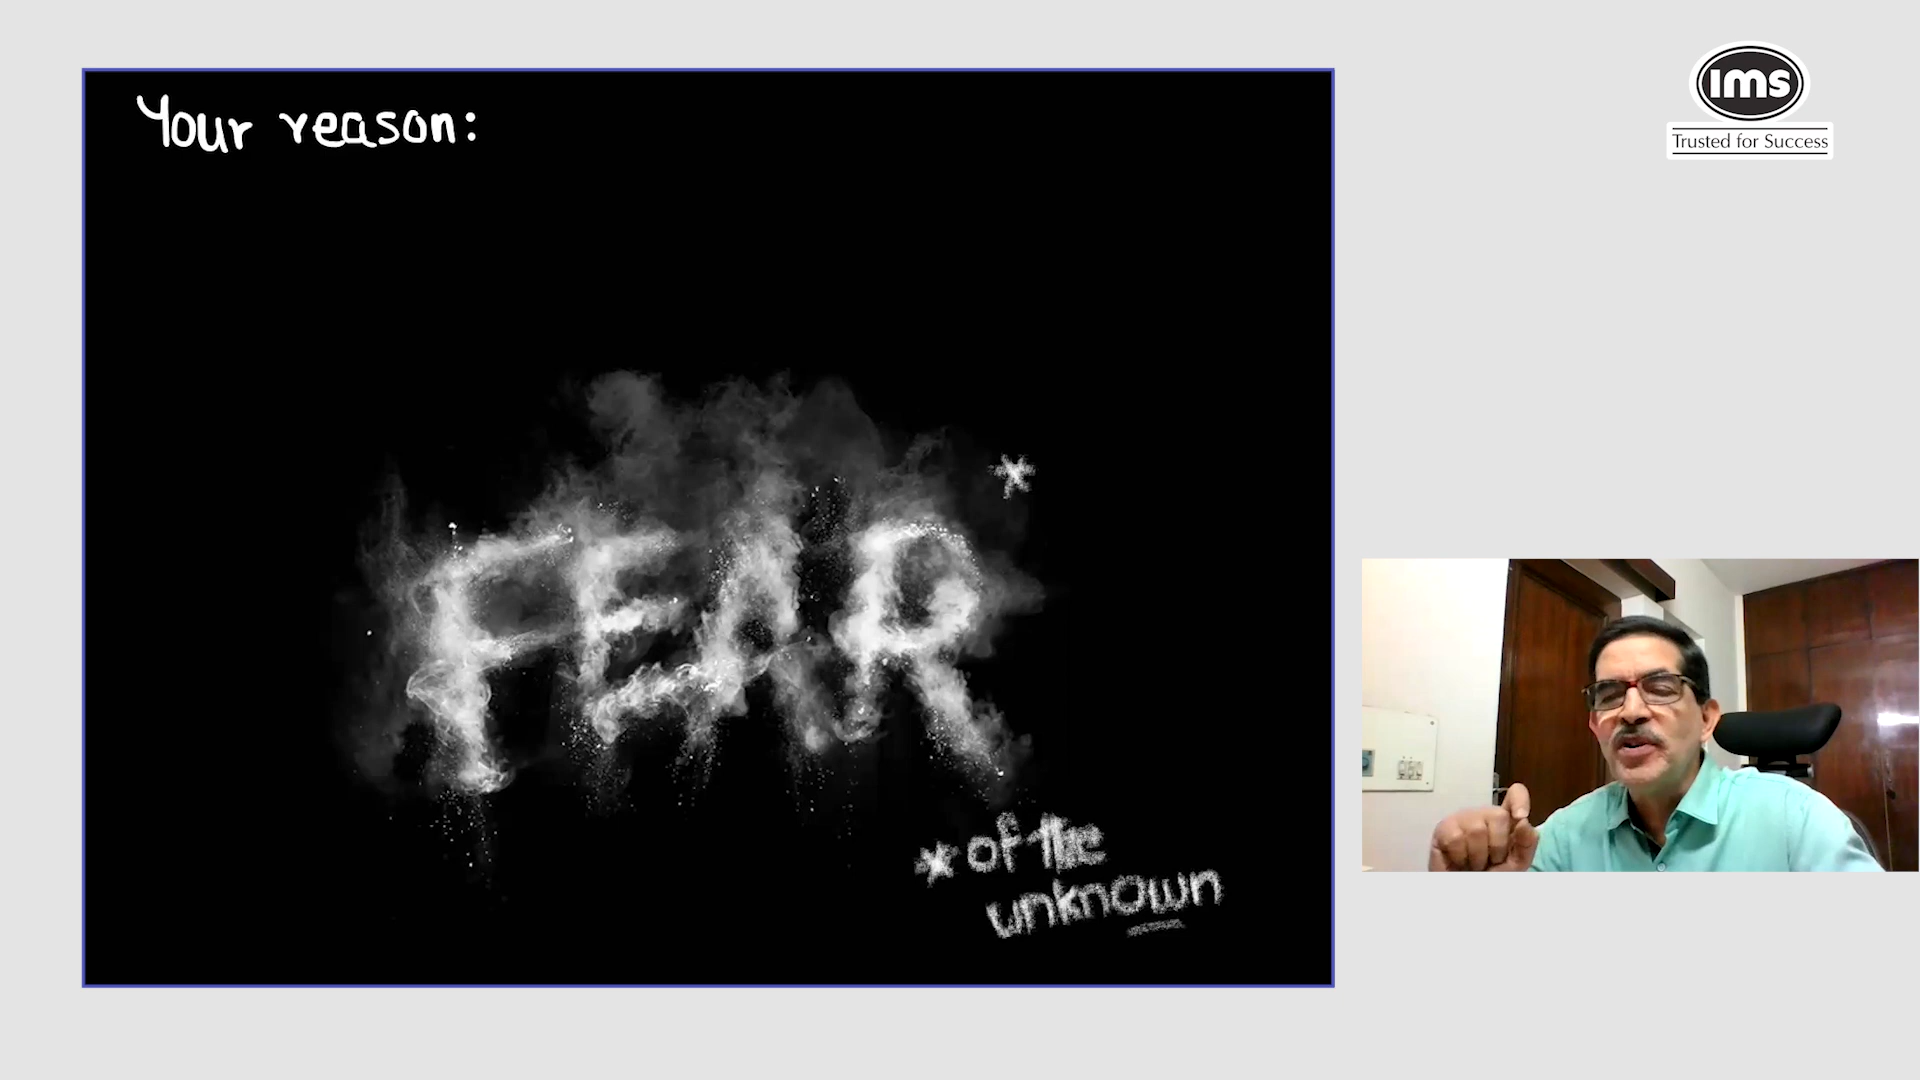 Your reason:
ims
Trusted for Success
FEAR*
*of the
unknown